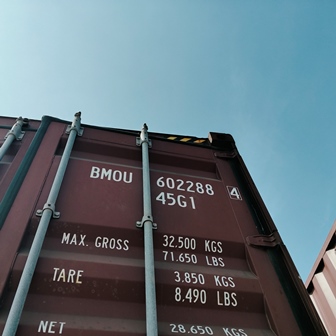 BMOU 602288 4
45G1
MAX. GROSS 32.500 KGS
71.650 LBS
TARE 3.850 KGS
8.490 LBS
NET 28.650 KGS